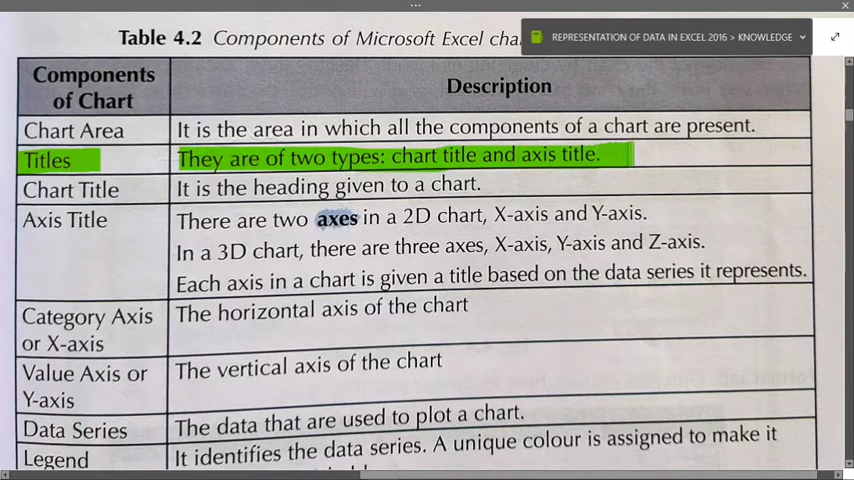 Table 4.2 Components of Microsoft Excel
REPRESENTATION OF DATA IN EXCEL 2016 > KNOWLEDGE
Components of Chart
Description
Chart Area
It is the area in which all the components of a chart are present.
Titles
They are of two types: chart title and axis title.
Chart Title
It is the heading given to a chart.
Axis Title
There are two axes in a 2D chart, X-axis and Y-axis.
In a 3D chart, there are three axes, X-axis, Y-axis and Z-axis.
Each axis in a chart is given a title based on the data series it represents.
Category Axis
or X-axis
The horizontal axis of the chart
Value Axis or
Y-axis
The vertical axis of the chart
Data Series
The data that are used to plot a chart.
Legend
It identifies the data series. A unique colour is assigned to make it